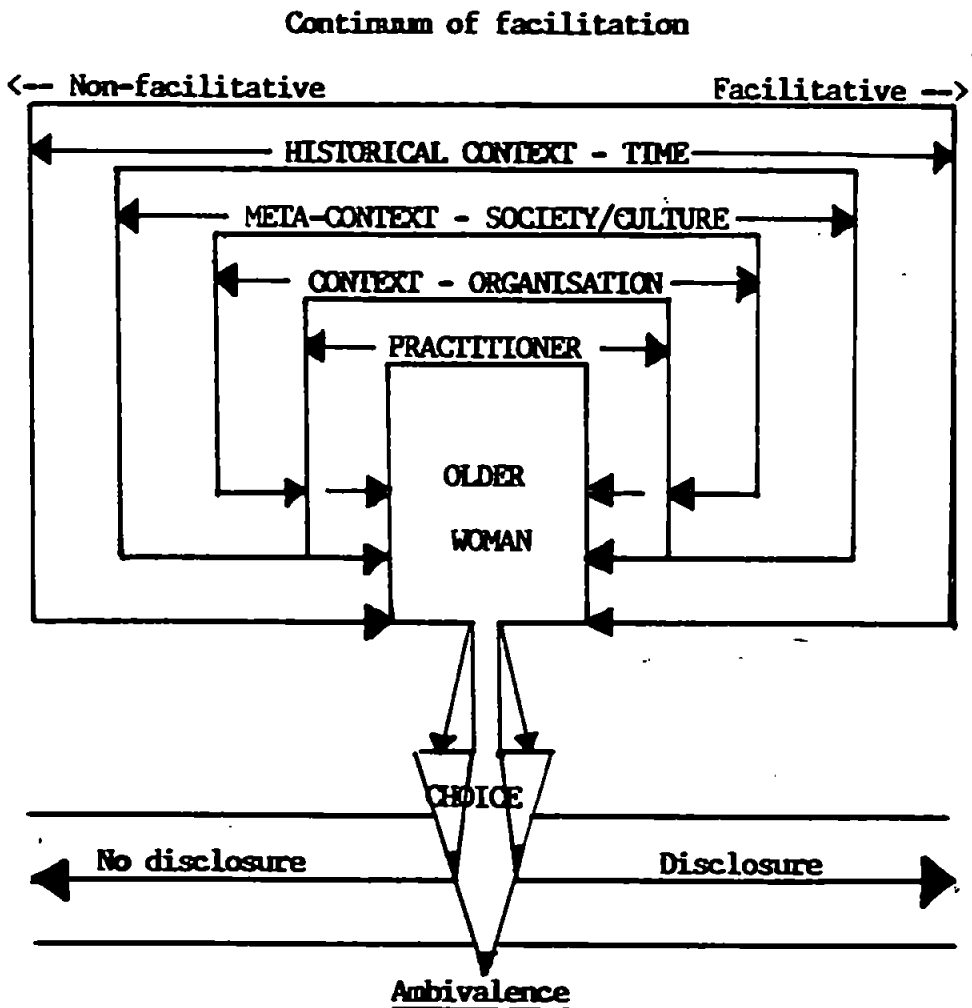 Continuum of facilitation
<-- Non-facilitative
Facilitative -->
HISTORICAL CONTEXT - TIME
META-CONTEXT - SOCIETY/CULTURE
CONTEXT - ORGANISATION
PRACTITIONER
OLDER
WOMAN
CHOICE
No disclosure
Disclosure
Ambivalence